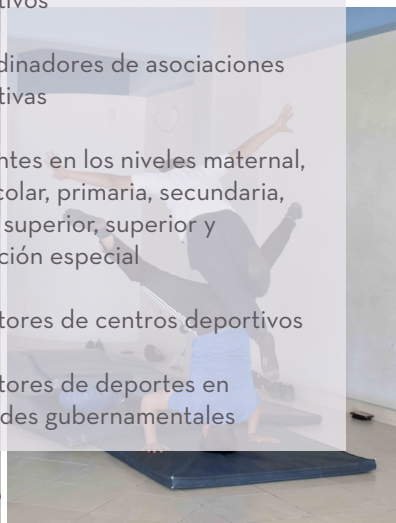 tivos
dinadores de asociaciones
tivas
ntes en los niveles maternal,
colar, primaria, secundaria,
superior, superior y
ción especial
tores de centros deportivos
tores de deportes en
des gubernamentales